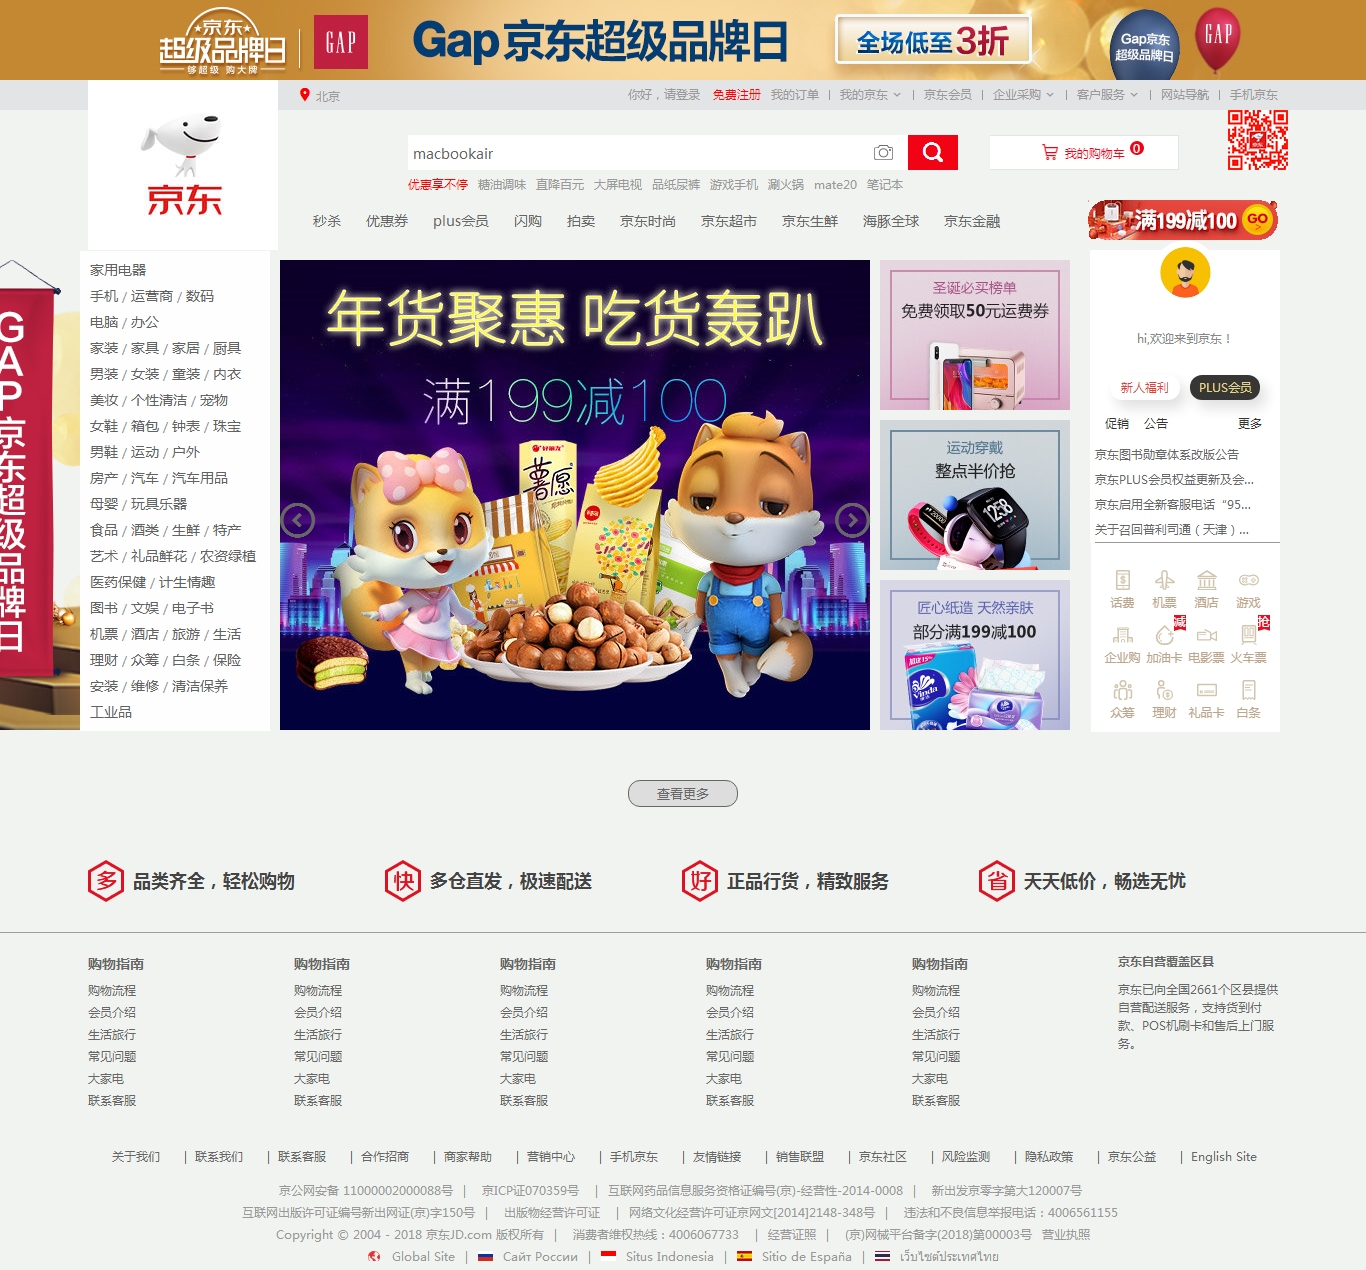 京东
超级品牌日
够超级 购大牌
GAP
Gap京东超级品牌日
全场低至3折
Gap京东
超级品牌日
GAP
北京
你好，请登录 免费注册 我的订单 | 我的京东 | 京东会员 | 企业采购 | 客户服务 | 网站导航 | 手机京东
京东
macbookair
我的购物车 0
优惠享不停 糖油调味 直降百元 大屏电视 品纸尿裤 游戏手机 涮火锅 mate20 笔记本
秒杀 优惠券 plus会员 闪购 拍卖 京东时尚 京东超市 京东生鲜 海豚全球 京东金融
满199减100 GO
GAP京东超级品牌日
家用电器
手机 / 运营商 / 数码
电脑 / 办公
家装 / 家具 / 家居 / 厨具
男装 / 女装 / 童装 / 内衣
美妆 / 个性清洁 / 宠物
女鞋 / 箱包 / 钟表 / 珠宝
男鞋 / 运动 / 户外
房产 / 汽车 / 汽车用品
母婴 / 玩具乐器
食品 / 酒类 / 生鲜 / 特产
艺术 / 礼品鲜花 / 农资绿植
医药保健 / 计生情趣
图书 / 文娱 / 电子书
机票 / 酒店 / 旅游 / 生活
理财 / 众筹 / 白条 / 保险
安装 / 维修 / 清洁保养
工业品
年货聚惠 吃货轰趴
满199减100
好丽友
薯愿
圣诞必买榜单
免费领取50元运费券
运动穿戴
整点半价抢
12:58
匠心纸造 天然亲肤
部分满199减100
Vinda
hi,欢迎来到京东！
新人福利 PLUS会员
促销 公告 更多
京东图书勋章体系改版公告
京东PLUS会员权益更新及会...
京东启用全新客服电话“95...
关于召回普利司通（天津）...
话费 机票 酒店 游戏
减 抢
企业购 加油卡 电影票 火车票
众筹 理财 礼品卡 白条
查看更多
多 品类齐全，轻松购物
快 多仓直发，极速配送
好 正品行货，精致服务
省 天天低价，畅选无忧
购物指南 购物指南 购物指南 购物指南 购物指南
购物流程 购物流程 购物流程 购物流程 购物流程
会员介绍 会员介绍 会员介绍 会员介绍 会员介绍
生活旅行 生活旅行 生活旅行 生活旅行 生活旅行
常见问题 常见问题 常见问题 常见问题 常见问题
大家电 大家电 大家电 大家电 大家电
联系客服 联系客服 联系客服 联系客服 联系客服
京东自营覆盖区县
京东已向全国2661个区县提供
自营配送服务，支持货到付
款、POS机刷卡和售后上门服
务。
关于我们 | 联系我们 | 联系客服 | 合作招商 | 商家帮助 | 营销中心 | 手机京东 | 友情链接 | 销售联盟 | 京东社区 | 风险监测 | 隐私政策 | 京东公益 | English Site
京公网安备 11000002000088号 | 京ICP证070359号 | 互联网药品信息服务资格证编号(京)-经营性-2014-0008 | 新出发京零字第大120007号
互联网出版许可证编号新出网证(京)字150号 | 出版物经营许可证 | 网络文化经营许可证京网文[2014]2148-348号 | 违法和不良信息举报电话：4006561155
Copyright © 2004 - 2018 京东JD.com 版权所有 | 消费者维权热线：4006067733 | 经营证照 | (京)网械平台备字(2018)第00003号 营业执照
Global Site | Сайт России | Situs Indonesia | Sitio de España | เว็บไซต์ประเทศไทย